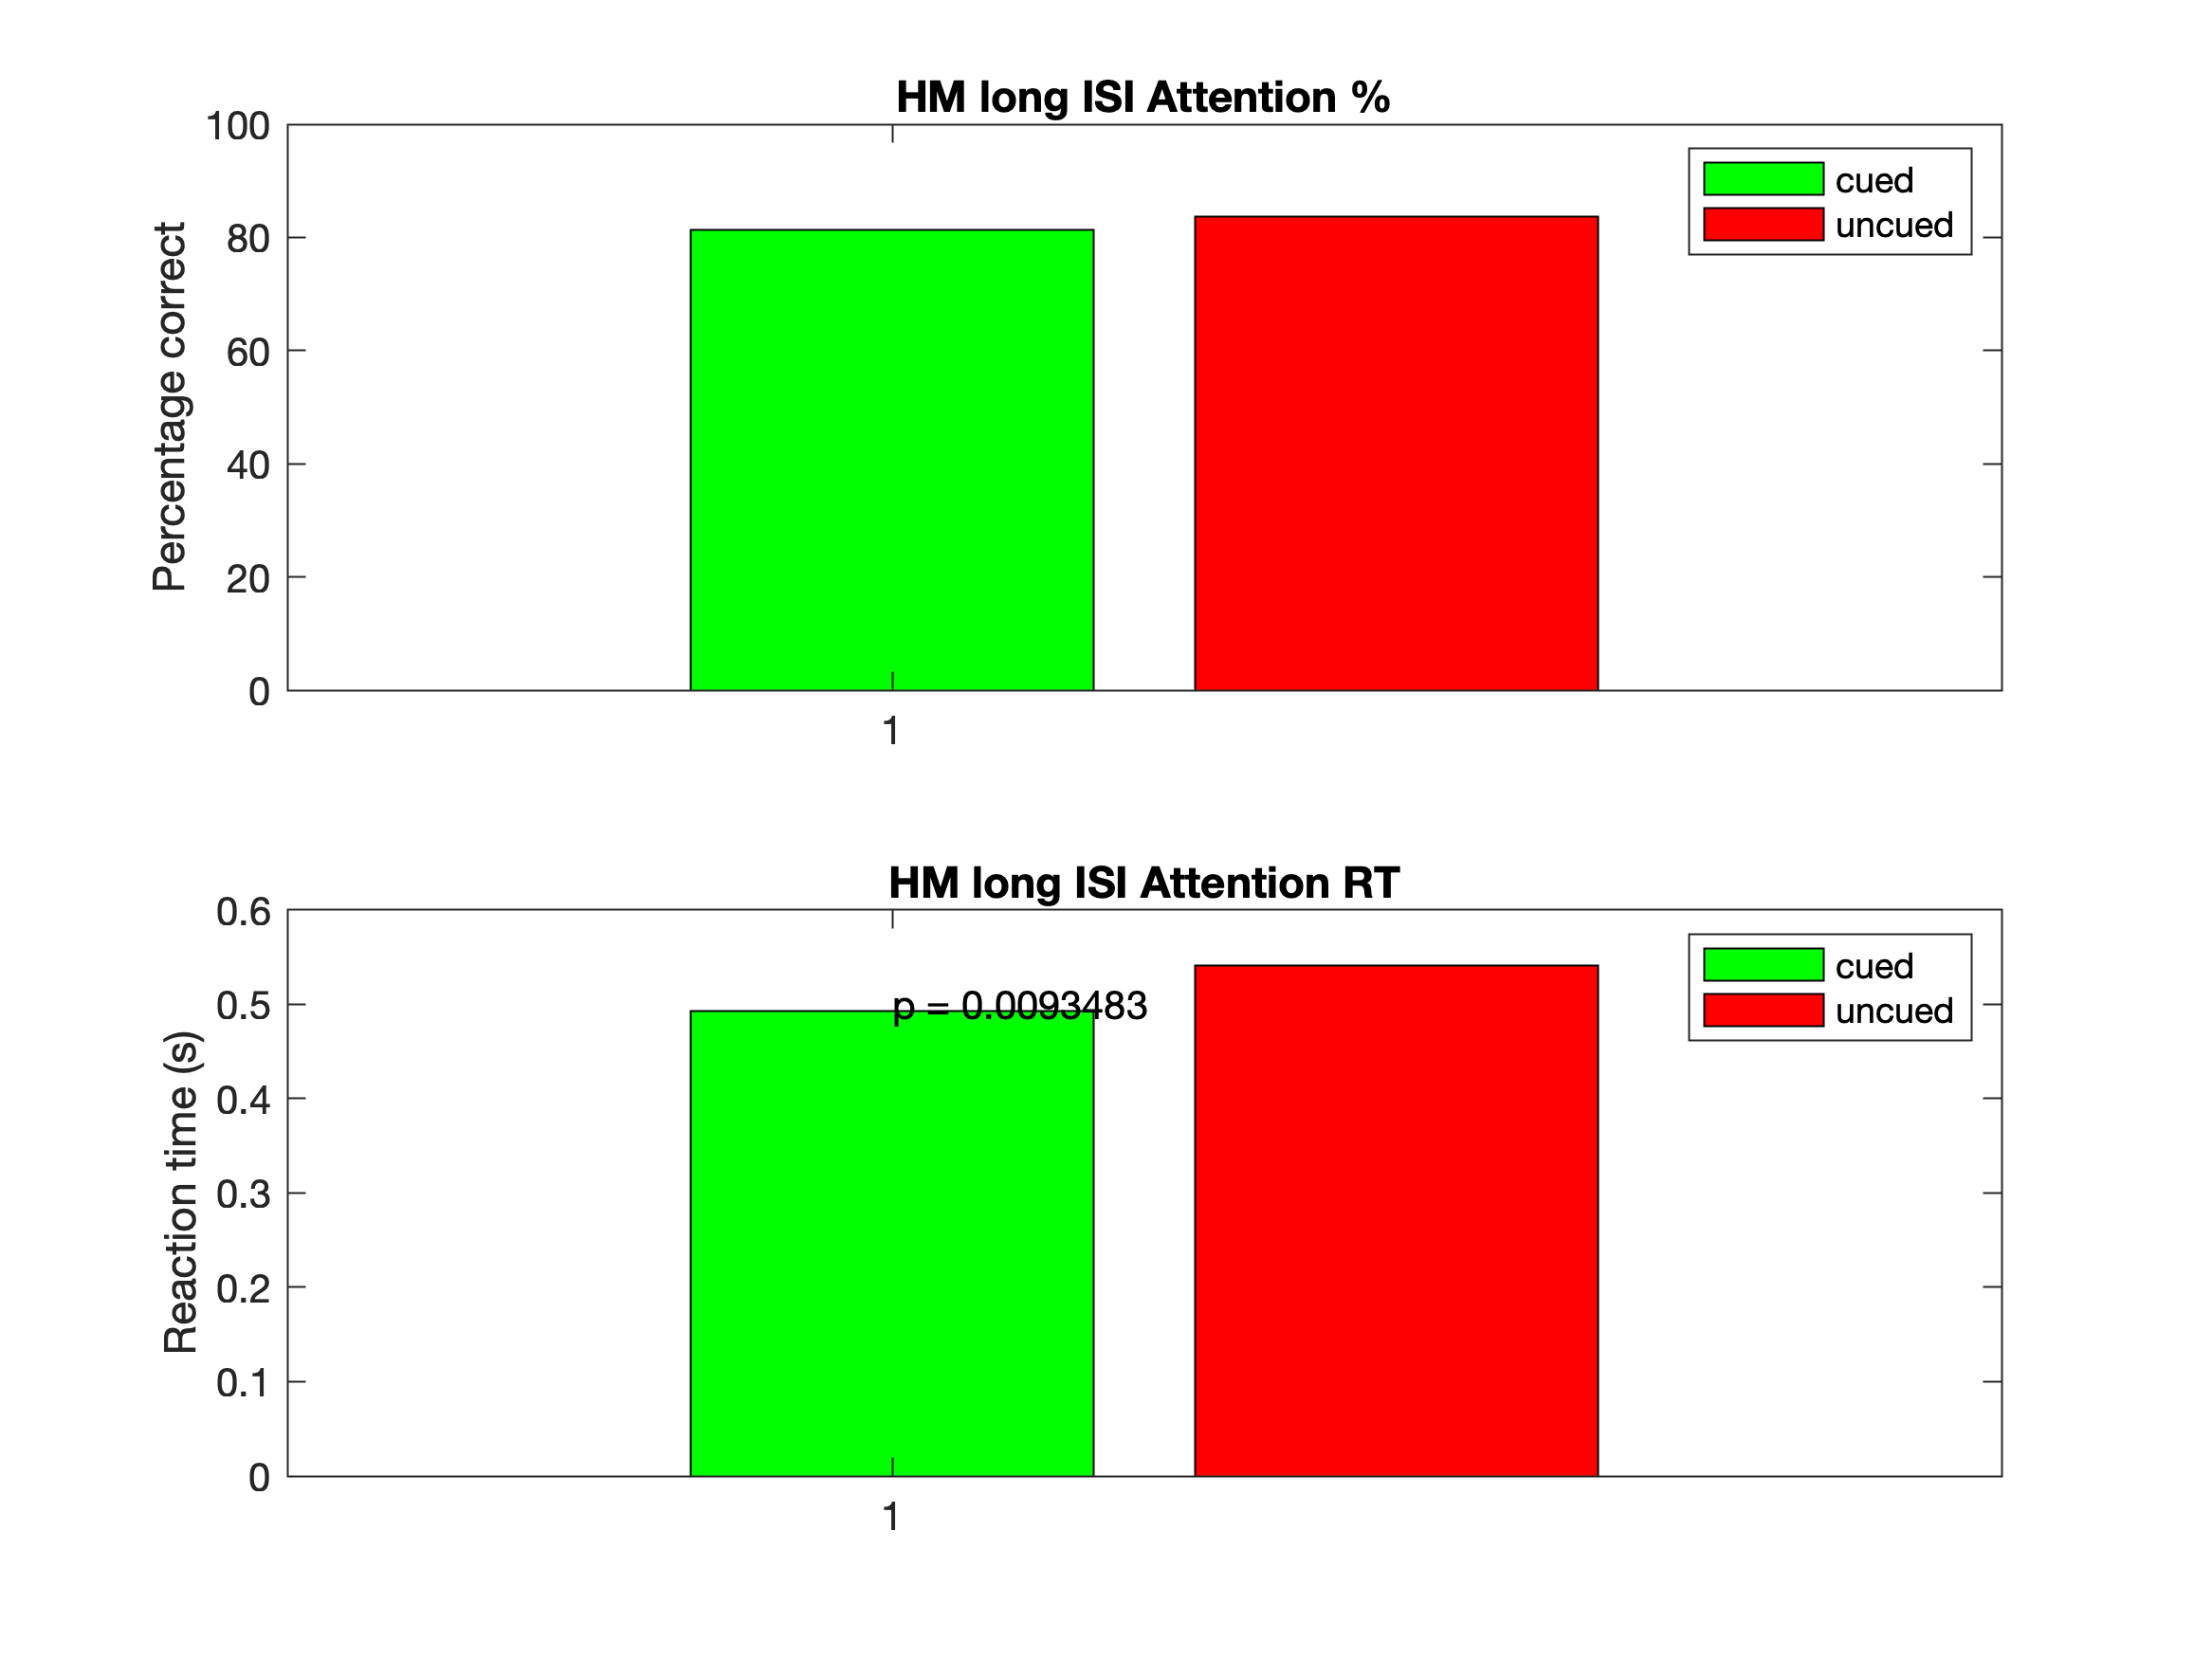 HM long ISI Attention %
100
80
60
40
20
0
Percentage correct
cued
uncued
1
HM long ISI Attention RT
0.6
0.5
0.4
0.3
0.2
0.1
0
Reaction time (s)
p = 0.0093483
cued
uncued
1